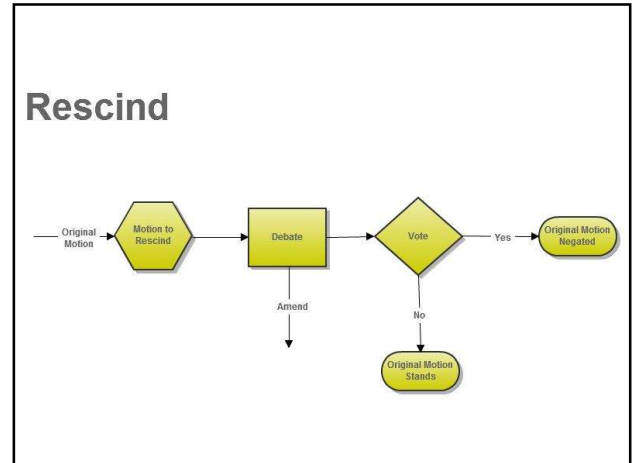 Rescind
Original
Motion
Motion to
Rescind
Debate
Vote
Yes
Original Motion
Negated
Amend
No
Original Motion
Stands